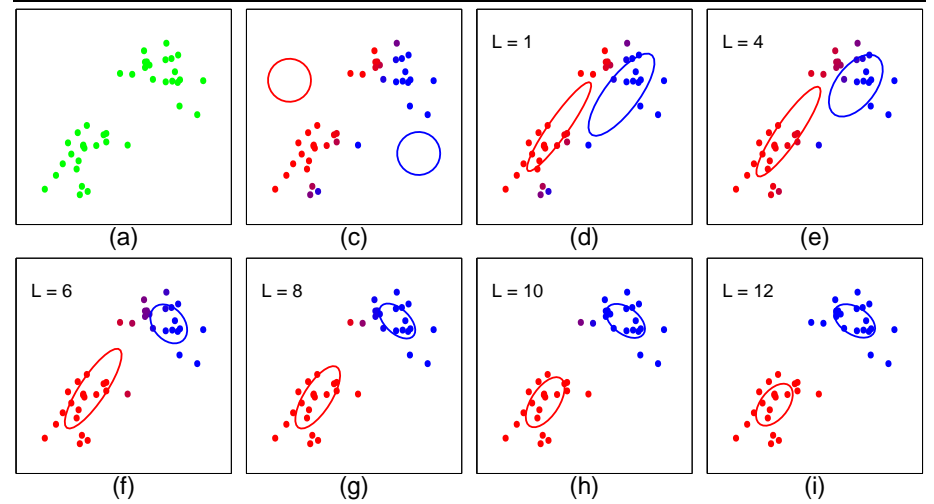 L = 1
L = 4
(a)
(c)
(d)
(e)
L = 6
L = 8
L = 10
L = 12
(f)
(g)
(h)
(i)